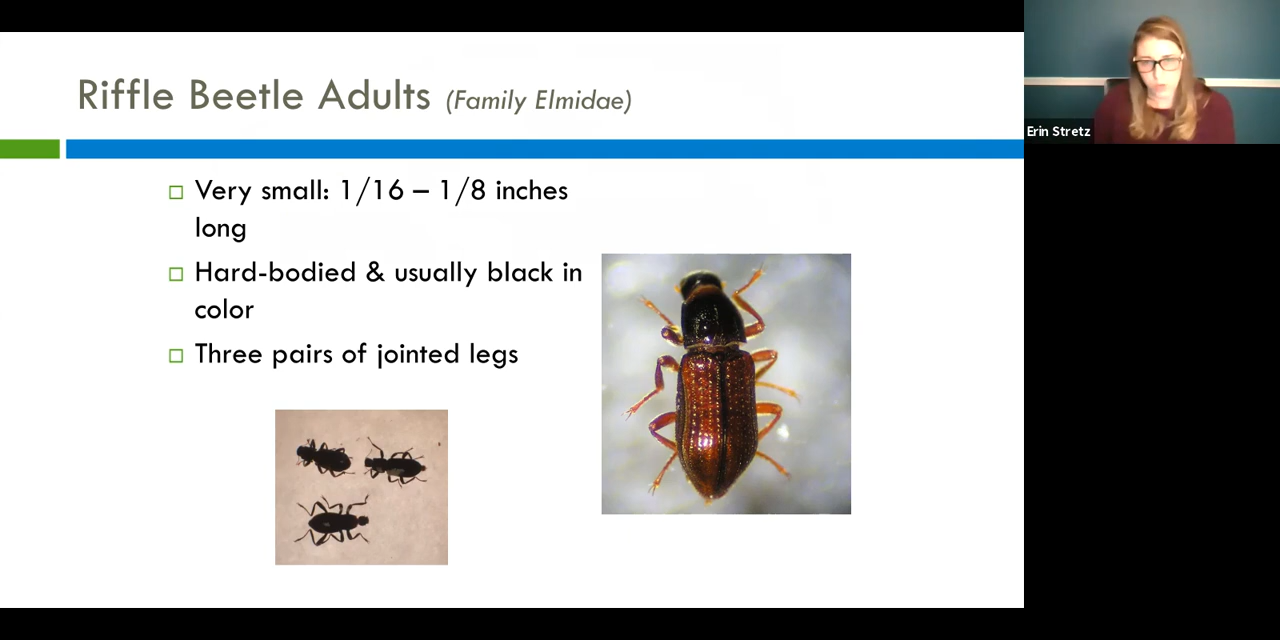 Riffle Beetle Adults (Family Elmidae)
Very small: 1/16 – 1/8 inches
long
Hard-bodied & usually black in
color
Three pairs of jointed legs
Erin Stretz